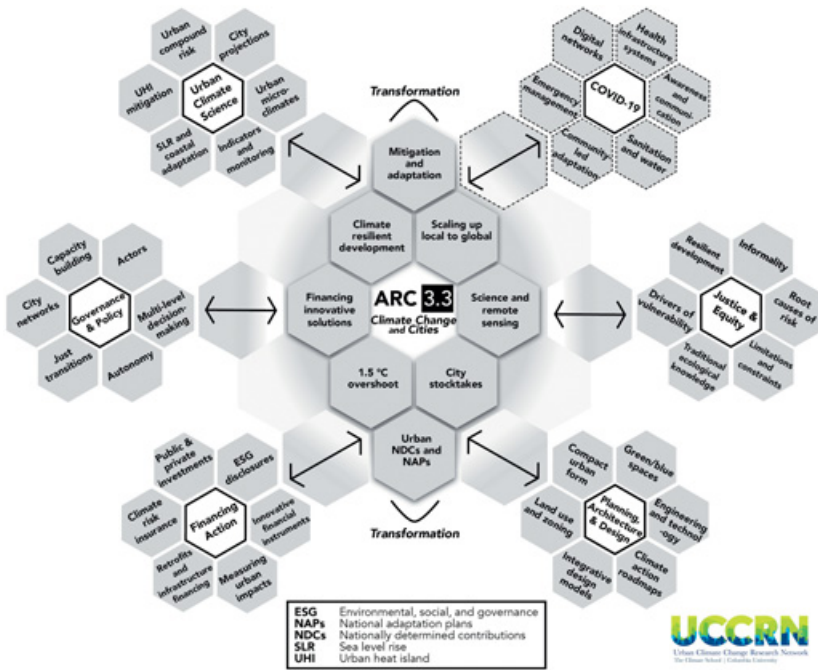 Urban
compound
risk
City
projections
UHI
mitigation
Urban
Climate
Science
Urban
micro-
climates
SLR and
coastal
adaptation
Indicators
and
monitoring
Transformation
Digital
networks
Health
infrastructure
systems
Emergency
management
COVID-19
Awareness
and
communi-
cation
Community-
led
adaptation
Sanitation
and water
Mitigation
and
adaptation
Climate
resilient
development
Scaling up
local to global
Financing
innovative
solutions
ARC 3.3
Climate Change
and Cities
Science and
remote
sensing
1.5 °C
overshoot
City
stocktakes
Urban
NDCs and
NAPs
Transformation
Capacity
building
Actors
City
networks
Governance
& Policy
Multi-level
decision-
making
Just
transitions
Autonomy
Resilient
development
Informality
Drivers of
vulnerability
Justice &
Equity
Root
causes of
risk
Traditional
ecological
knowledge
Limitations
and
constraints
Public &
private
investments
ESG
disclosures
Climate
risk
insurance
Financing
Action
Innovative
financial
instruments
Retrofits and
infrastructure
financing
Measuring
urban
impacts
Compact
urban
form
Green/blue
spaces
Land use
and zoning
Planning,
Architecture
& Design
Engineering
and technol
-ogy
Integrative
design
models
Climate
action
roadmaps
ESG Environmental, social, and governance
NAPs National adaptation plans
NDCs Nationally determined contributions
SLR Sea level rise
UHI Urban heat island
UCCRN
Urban Climate Change Research Network
The Climate School | Columbia University